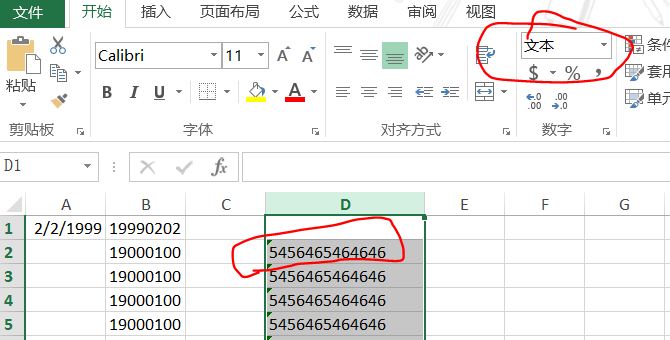 文件 开始 插入 页面布局 公式 数据 审阅 视图
Calibri 11 A A 文本 条件
粘贴 B I U A $ % , 套用
.00 .0 单元
剪贴板 字体 对齐方式 数字
D1 fx
A B C D E F G
1 2/2/1999 19990202
2 19000100 5456465464646
3 19000100 5456465464646
4 19000100 5456465464646
5 19000100 5456465464646